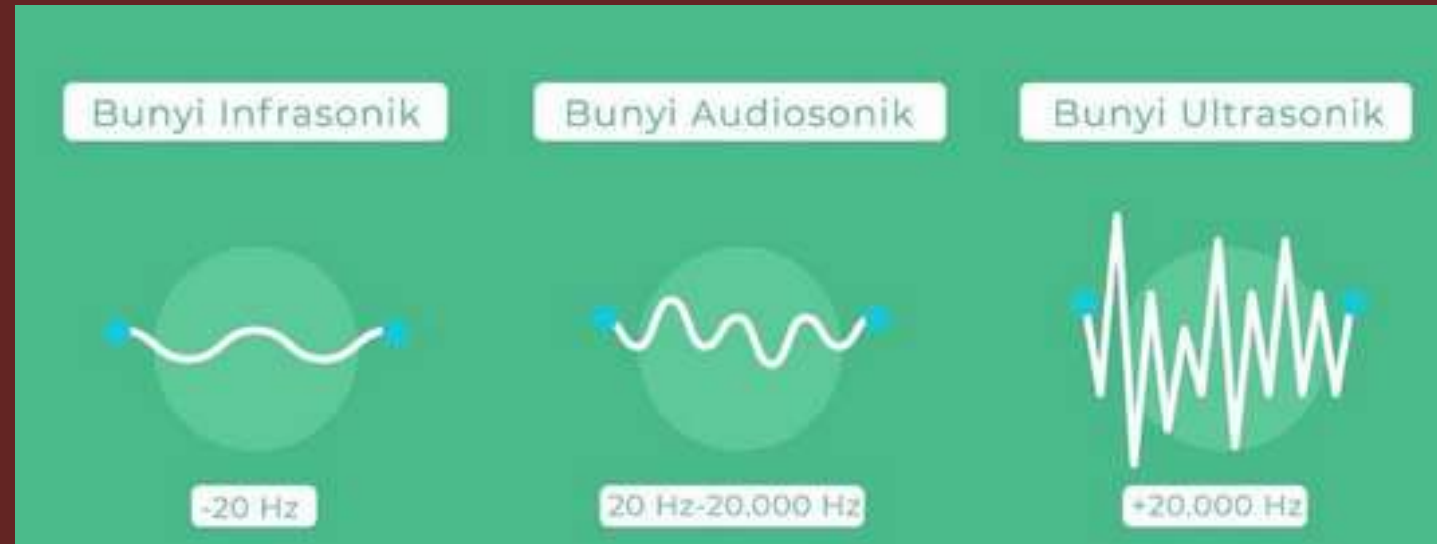 Bunyi Infrasonik
Bunyi Audiosonik
Bunyi Ultrasonik
-20 Hz
20 Hz-20.000 Hz
+20.000 Hz